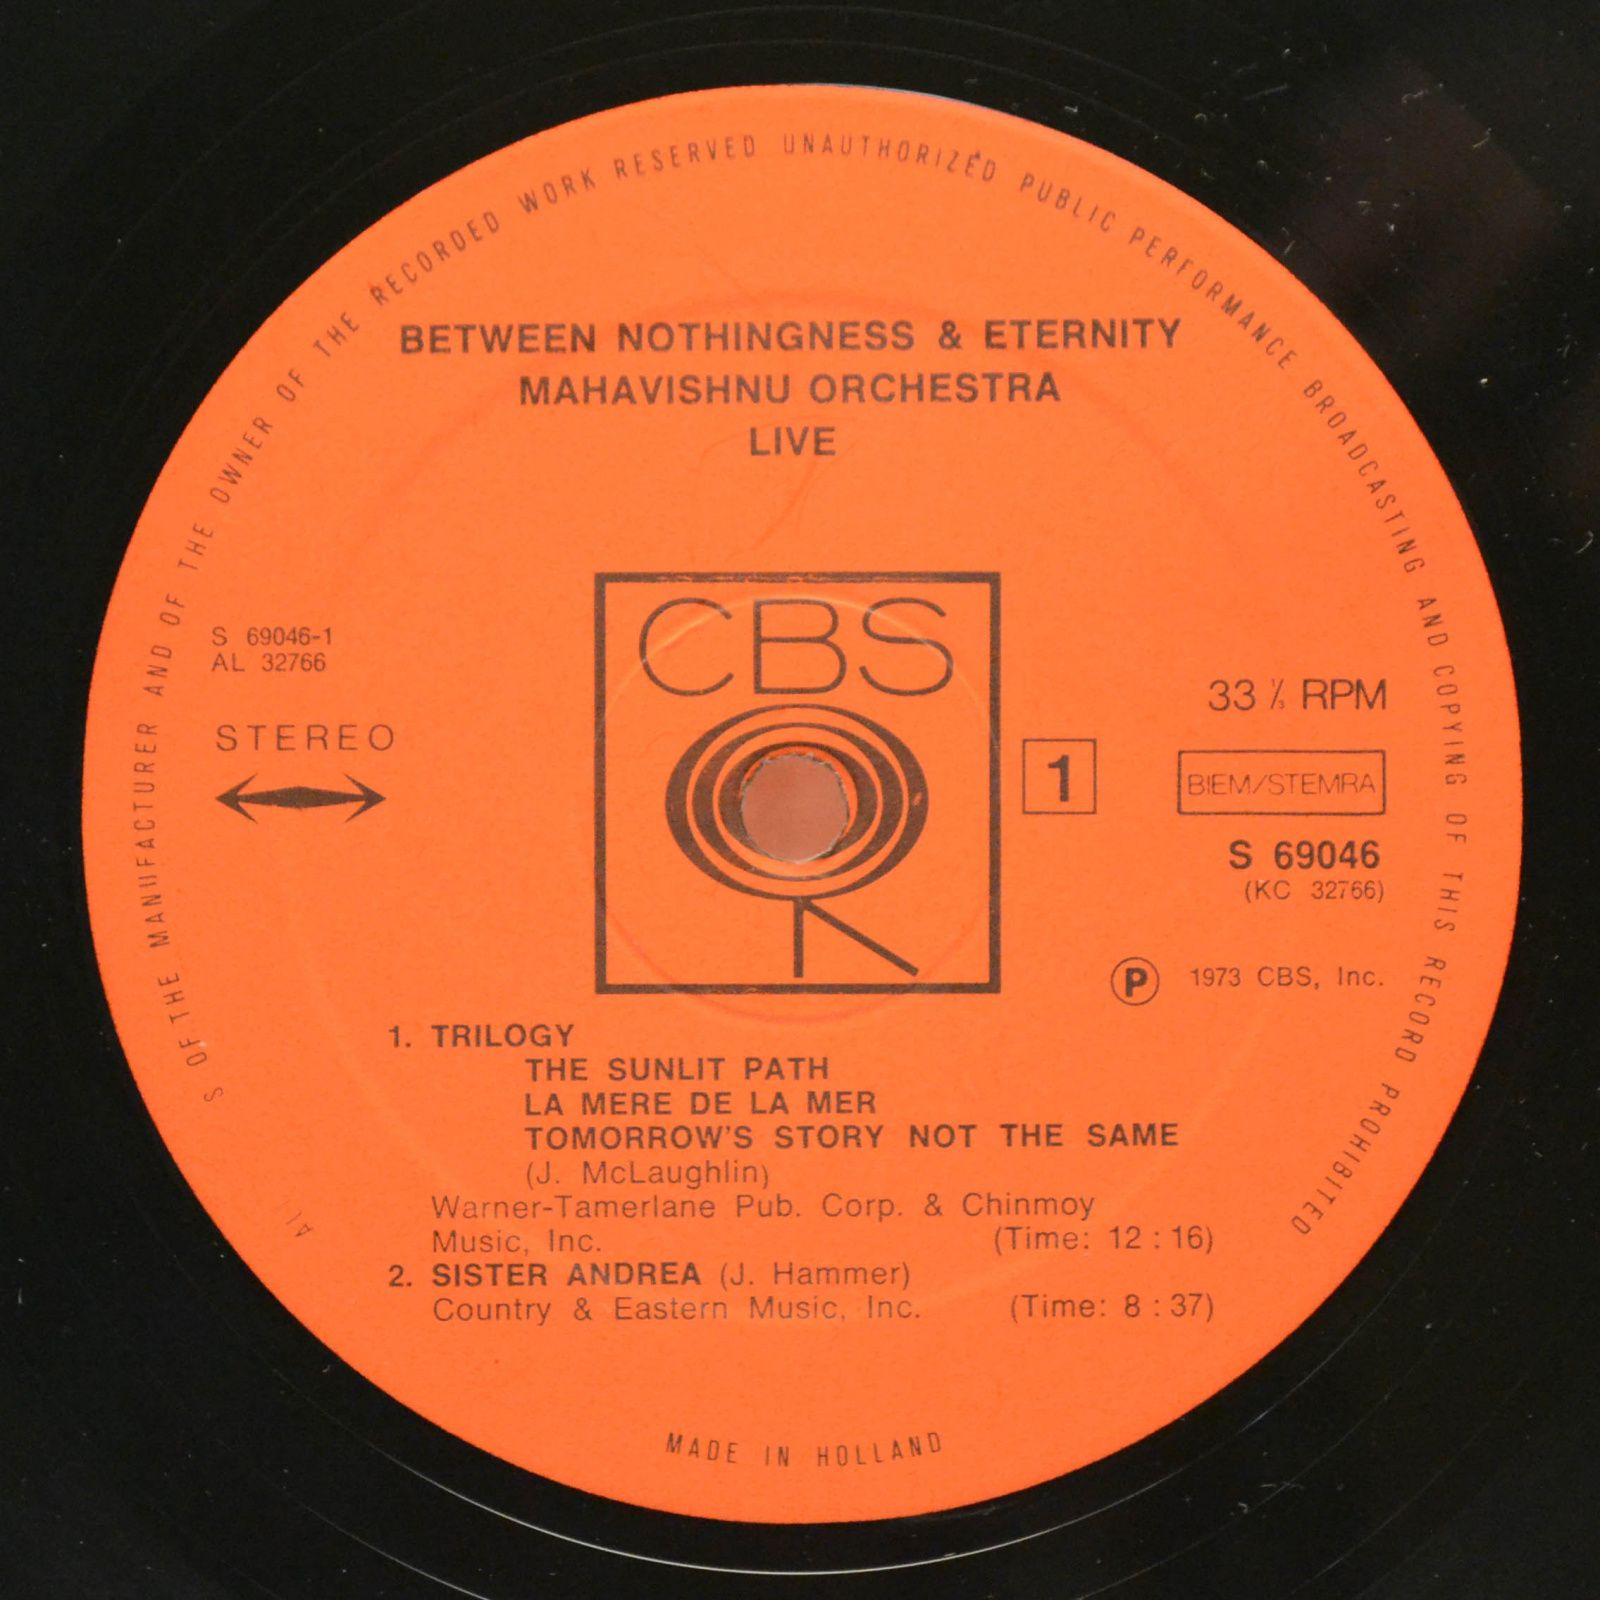 AL S OF THE MANUFACTURER AND OF THE OWNER OF THE RECORDED WORK RESERVED UNAUTHORIZED PUBLIC PERFORMANCE BROADCASTING AND COPYING OF THIS RECORD PROHIBITED
BETWEEN NOTHINGNESS & ETERNITY
MAHAVISHNU ORCHESTRA
LIVE
CBS
S 69046-1
AL 32766
STEREO
1
33 ⅓ RPM
BIEM/STEMRA
S 69046
(KC 32766)
Ⓟ 1973 CBS, Inc.
1. TRILOGY
THE SUNLIT PATH
LA MERE DE LA MER
TOMORROW'S STORY NOT THE SAME
(J. McLaughlin)
Warner-Tamerlane Pub. Corp. & Chinmoy
Music, Inc. (Time: 12 : 16)
2. SISTER ANDREA (J. Hammer)
Country & Eastern Music, Inc. (Time: 8 : 37)
MADE IN HOLLAND